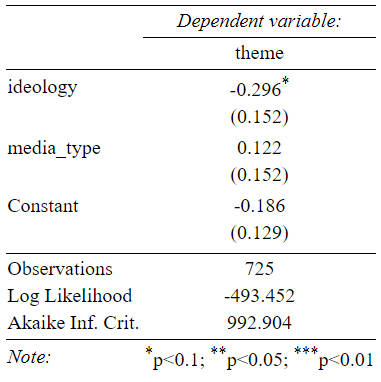 Dependent variable:
theme
ideology -0.296*
(0.152)
media_type 0.122
(0.152)
Constant -0.186
(0.129)
Observations 725
Log Likelihood -493.452
Akaike Inf. Crit. 992.904
Note: *p<0.1; **p<0.05; ***p<0.01